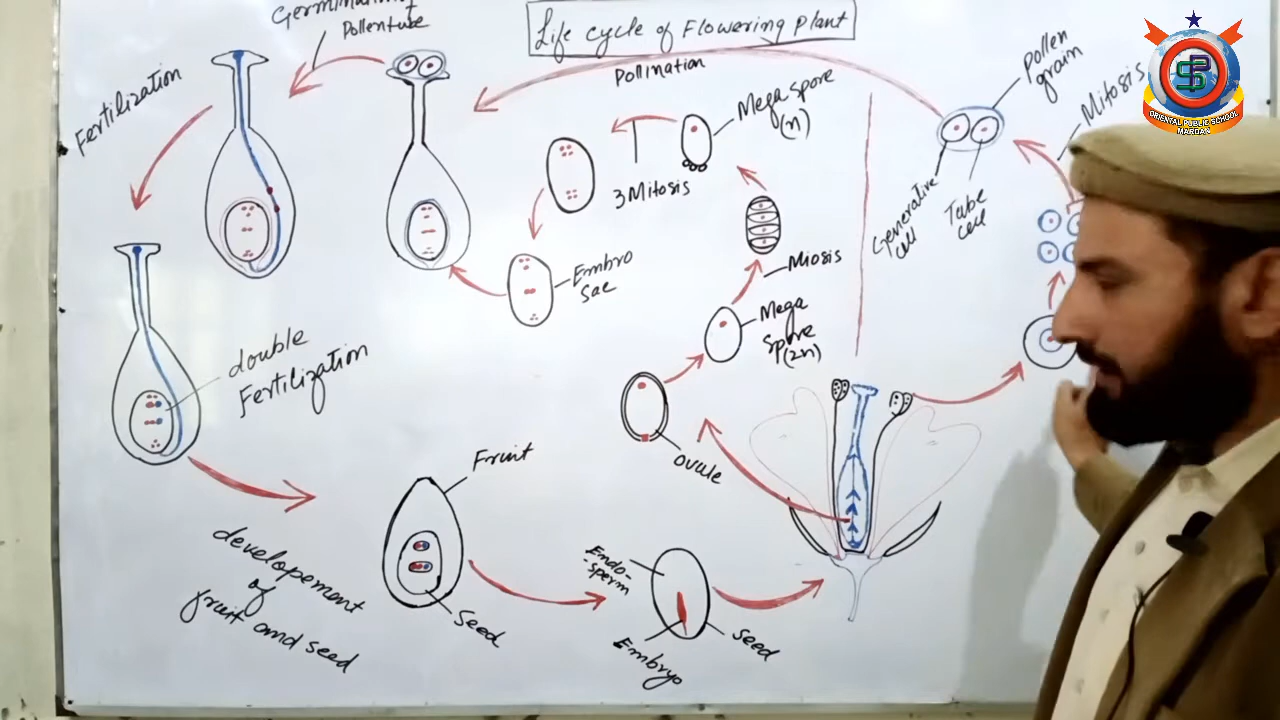 Life cycle of Flowering plant
Germination of
Pollentube
Pollination
Pollen
grain
Mitosis
ORIENTAL PUBLIC SCHOOL
MARDAN
Fertilization
Mega spore
(n)
3 Mitosis
Generative
cell
Tube
cell
Embro
Sac
Miosis
Mega
spore
(2n)
double
Fertilization
ovule
Fruit
developement
of
fruit and seed
Seed
Endo-
-sperm
Embryo
seed